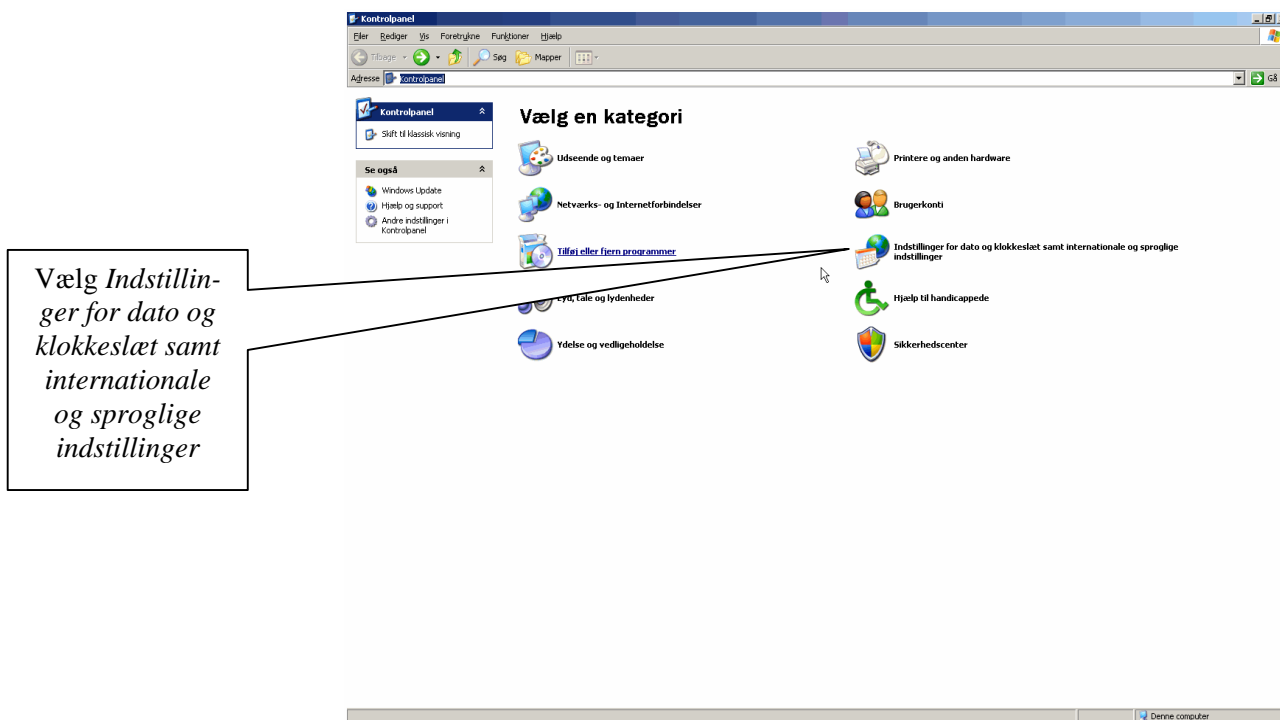 Kontrolpanel
Filer Rediger Vis Foretrukne Funktioner Hjælp
Tilbage Søg Mapper
Adresse Kontrolpanel Gå
Kontrolpanel
Skift til klassisk visning
Se også
Windows Update
Hjælp og support
Andre indstillinger i
Kontrolpanel
Vælg en kategori
Udseende og temaer
Printere og anden hardware
Netværks- og Internetforbindelser
Brugerkonti
Tilføj eller fjern programmer
Indstillinger for dato og klokkeslæt samt internationale og sproglige
indstillinger
Lyd, tale og lydenheder
Hjælp til handicappede
Ydelse og vedligeholdelse
Sikkerhedscenter
Vælg Indstillin-
ger for dato og
klokkeslæt samt
internationale
og sproglige
indstillinger
Denne computer